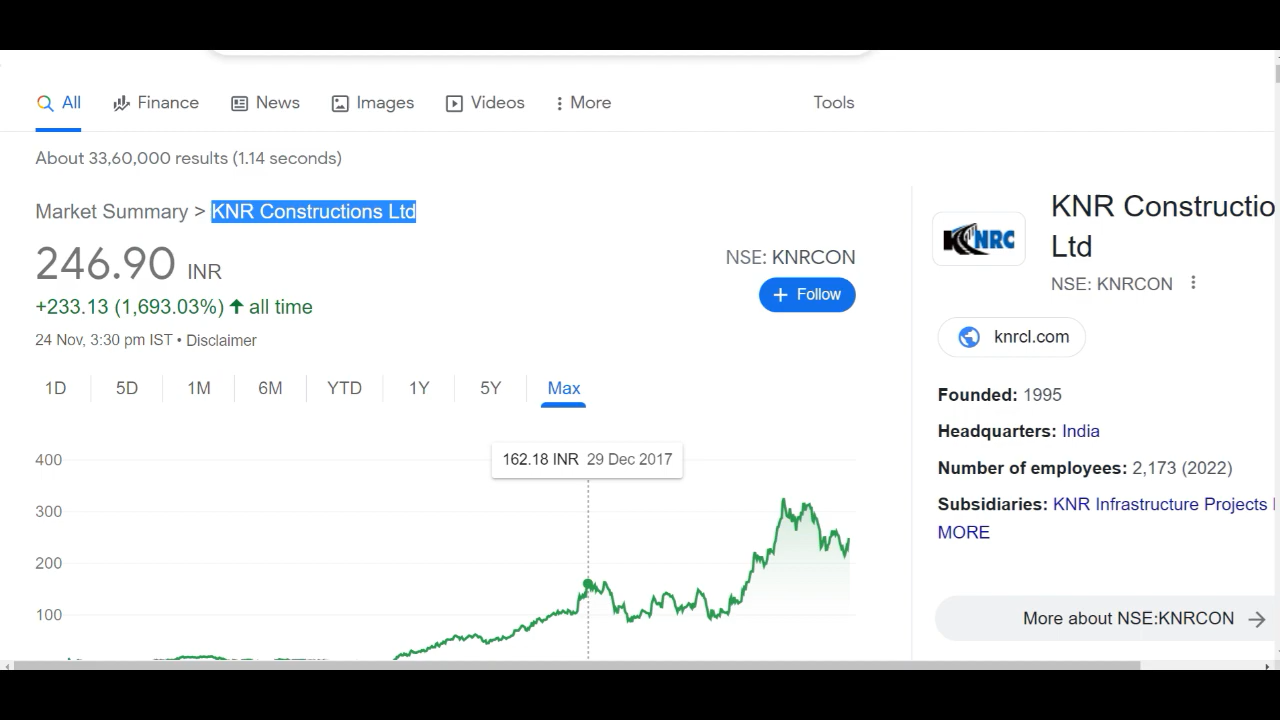 All Finance News Images Videos More Tools
About 33,60,000 results (1.14 seconds)
Market Summary > KNR Constructions Ltd
246.90 INR
+233.13 (1,693.03%) all time
24 Nov, 3:30 pm IST • Disclaimer
NSE: KNRCON
+ Follow
1D 5D 1M 6M YTD 1Y 5Y Max
162.18 INR 29 Dec 2017
400
300
200
100
KNRC
KNR Constructio
Ltd
NSE: KNRCON
knrcl.com
Founded: 1995
Headquarters: India
Number of employees: 2,173 (2022)
Subsidiaries: KNR Infrastructure Projects
MORE
More about NSE:KNRCON